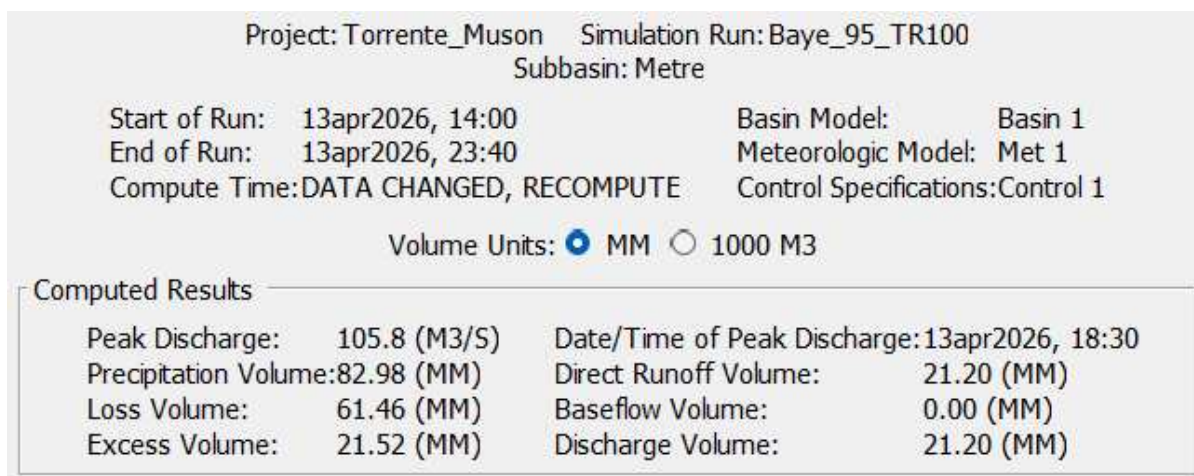 Project: Torrente_Muson Simulation Run: Baye_95_TR100
Subbasin: Metre
Start of Run: 13apr2026, 14:00 Basin Model: Basin 1
End of Run: 13apr2026, 23:40 Meteorologic Model: Met 1
Compute Time:DATA CHANGED, RECOMPUTE Control Specifications:Control 1
Volume Units: MM 1000 M3
Computed Results
Peak Discharge: 105.8 (M3/S) Date/Time of Peak Discharge:13apr2026, 18:30
Precipitation Volume:82.98 (MM) Direct Runoff Volume: 21.20 (MM)
Loss Volume: 61.46 (MM) Baseflow Volume: 0.00 (MM)
Excess Volume: 21.52 (MM) Discharge Volume: 21.20 (MM)